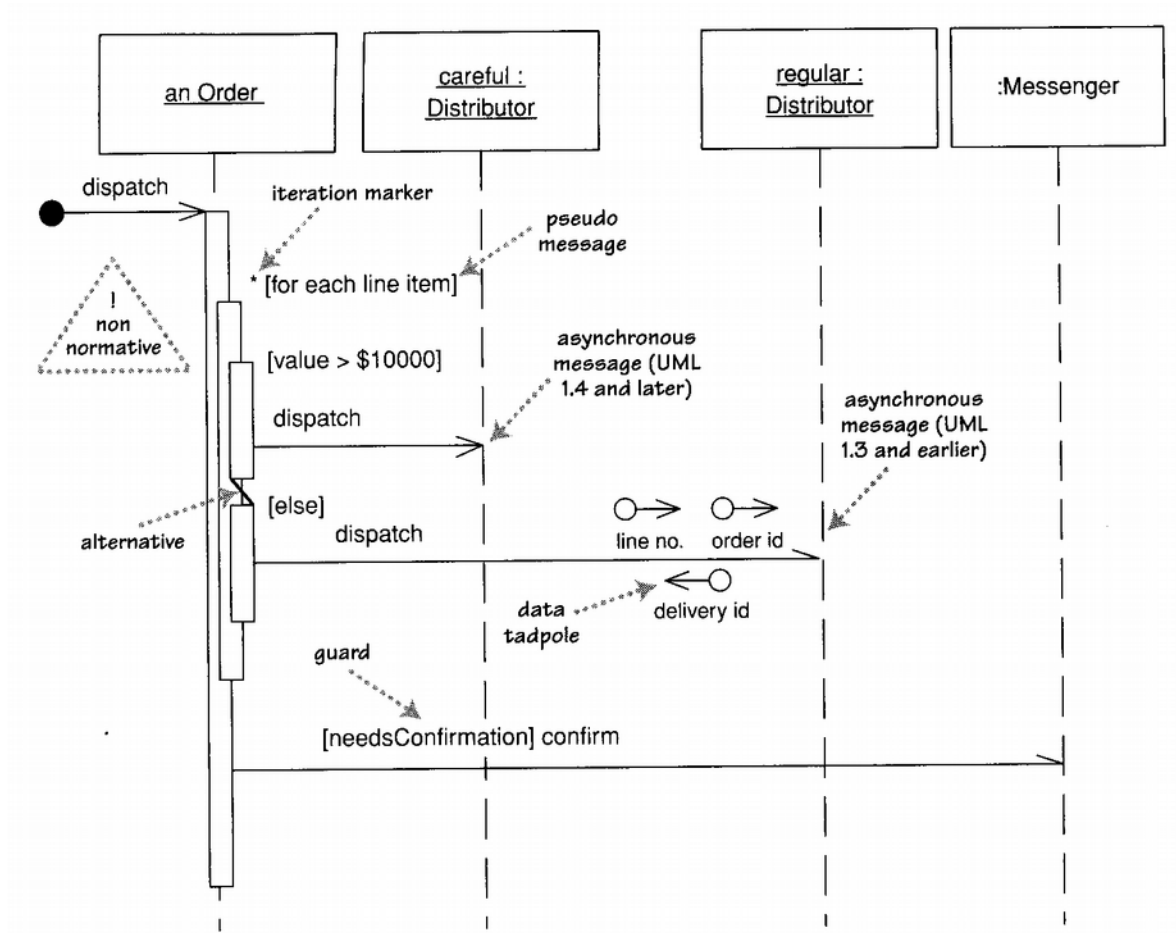 an Order
careful :
Distributor
regular :
Distributor
:Messenger
dispatch
iteration marker
pseudo
message
* [for each line item]
!
non
normative
[value > $10000]
asynchronous
message (UML
1.4 and later)
dispatch
asynchronous
message (UML
1.3 and earlier)
[else]
alternative
dispatch
line no.
order id
data
tadpole
delivery id
guard
[needsConfirmation] confirm